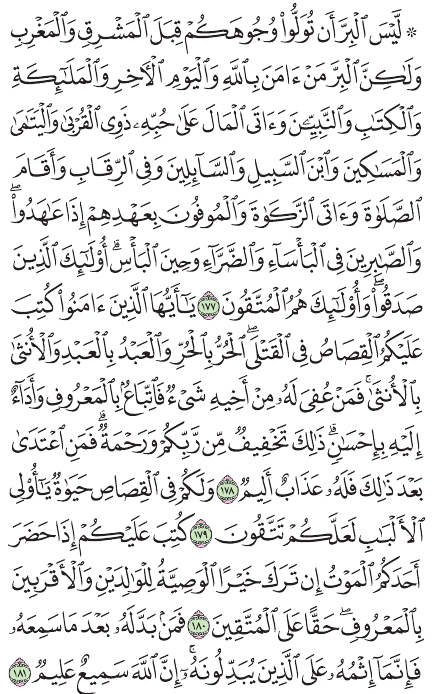 ۞ لَّيْسَ ٱلْبِرَّ أَن تُوَلُّوا۟ وُجُوهَكُمْ قِبَلَ ٱلْمَشْرِقِ وَٱلْمَغْرِبِ
وَلَٰكِنَّ ٱلْبِرَّ مَنْ ءَامَنَ بِٱللَّهِ وَٱلْيَوْمِ ٱلْءَاخِرِ وَٱلْمَلَٰٓئِكَةِ
وَٱلْكِتَٰبِ وَٱلنَّبِيِّۦنَ وَءَاتَى ٱلْمَالَ عَلَىٰ حُبِّهِۦ ذَوِى ٱلْقُرْبَىٰ وَٱلْيَتَٰمَىٰ
وَٱلْمَسَٰكِينَ وَٱبْنَ ٱلسَّبِيلِ وَٱلسَّآئِلِينَ وَفِى ٱلرِّقَابِ وَأَقَامَ
ٱلصَّلَوٰةَ وَءَاتَى ٱلزَّكَوٰةَ وَٱلْمُوفُونَ بِعَهْدِهِمْ إِذَا عَٰهَدُوا۟ۖ
وَٱلصَّٰبِرِينَ فِى ٱلْبَأْسَآءِ وَٱلضَّرَّآءِ وَحِينَ ٱلْبَأْسِۗ أُو۟لَٰٓئِكَ ٱلَّذِينَ
صَدَقُوا۟ۖ وَأُو۟لَٰٓئِكَ هُمُ ٱلْمُتَّقُونَ ١٧٧ يَٰٓأَيُّهَا ٱلَّذِينَ ءَامَنُوا۟ كُتِبَ
عَلَيْكُمُ ٱلْقِصَاصُ فِى ٱلْقَتْلَىۖ ٱلْحُرُّ بِٱلْحُرِّ وَٱلْعَبْدُ بِٱلْعَبْدِ وَٱلْأُنثَىٰ
بِٱلْأُنثَىٰۚ فَمَنْ عُفِىَ لَهُۥ مِنْ أَخِيهِ شَىْءٌ فَٱتِّبَاعٌۢ بِٱلْمَعْرُوفِ وَأَدَآءٌ
إِلَيْهِ بِإِحْسَٰنٍۗ ذَٰلِكَ تَخْفِيفٌ مِّن رَّبِّكُمْ وَرَحْمَةٌۗ فَمَنِ ٱعْتَدَىٰ
بَعْدَ ذَٰلِكَ فَلَهُۥ عَذَابٌ أَلِيمٌ ١٧٨ وَلَكُمْ فِى ٱلْقِصَاصِ حَيَوٰةٌ يَٰٓأُو۟لِى
ٱلْأَلْبَٰبِ لَعَلَّكُمْ تَتَّقُونَ ١٧٩ كُتِبَ عَلَيْكُمْ إِذَا حَضَرَ
أَحَدَكُمُ ٱلْمَوْتُ إِن تَرَكَ خَيْرًا ٱلْوَصِيَّةُ لِلْوَٰلِدَيْنِ وَٱلْأَقْرَبِينَ
بِٱلْمَعْرُوفِۖ حَقًّا عَلَى ٱلْمُتَّقِينَ ١٨٠ فَمَنۢ بَدَّلَهُۥ بَعْدَ مَا سَمِعَهُۥ
فَإِنَّمَآ إِثْمُهُۥ عَلَى ٱلَّذِينَ يُبَدِّلُونَهُۥٓۚ إِنَّ ٱللَّهَ سَمِيعٌ عَلِيمٌ ١٨١